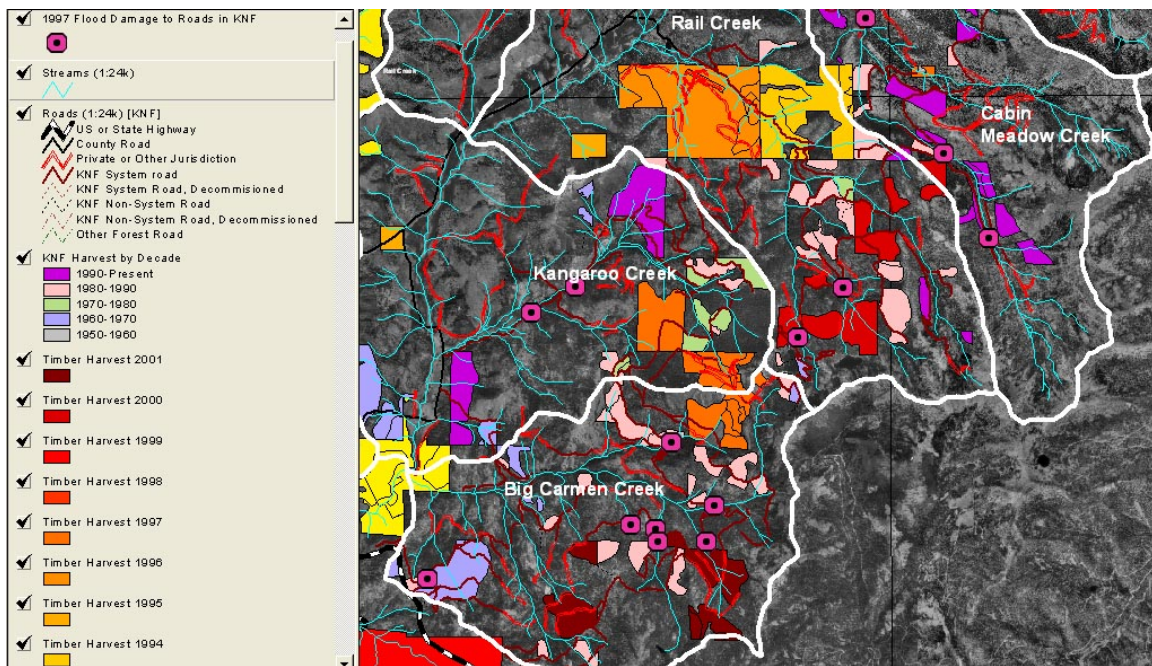 1997 Flood Damage to Roads in KNF
Streams (1:24k)
Roads (1:24k) [KNF]
US or State Highway
County Road
Private or Other Jurisdiction
KNF System road
KNF System Road, Decommisioned
KNF Non-System Road
KNF Non-System Road, Decommissioned
Other Forest Road
KNF Harvest by Decade
1990-Present
1980-1990
1970-1980
1960-1970
1950-1960
Timber Harvest 2001
Timber Harvest 2000
Timber Harvest 1999
Timber Harvest 1998
Timber Harvest 1997
Timber Harvest 1996
Timber Harvest 1995
Timber Harvest 1994
Rail Creek
Rail Creek
Cabin
Meadow Creek
Kangaroo Creek
Big Carmen Creek